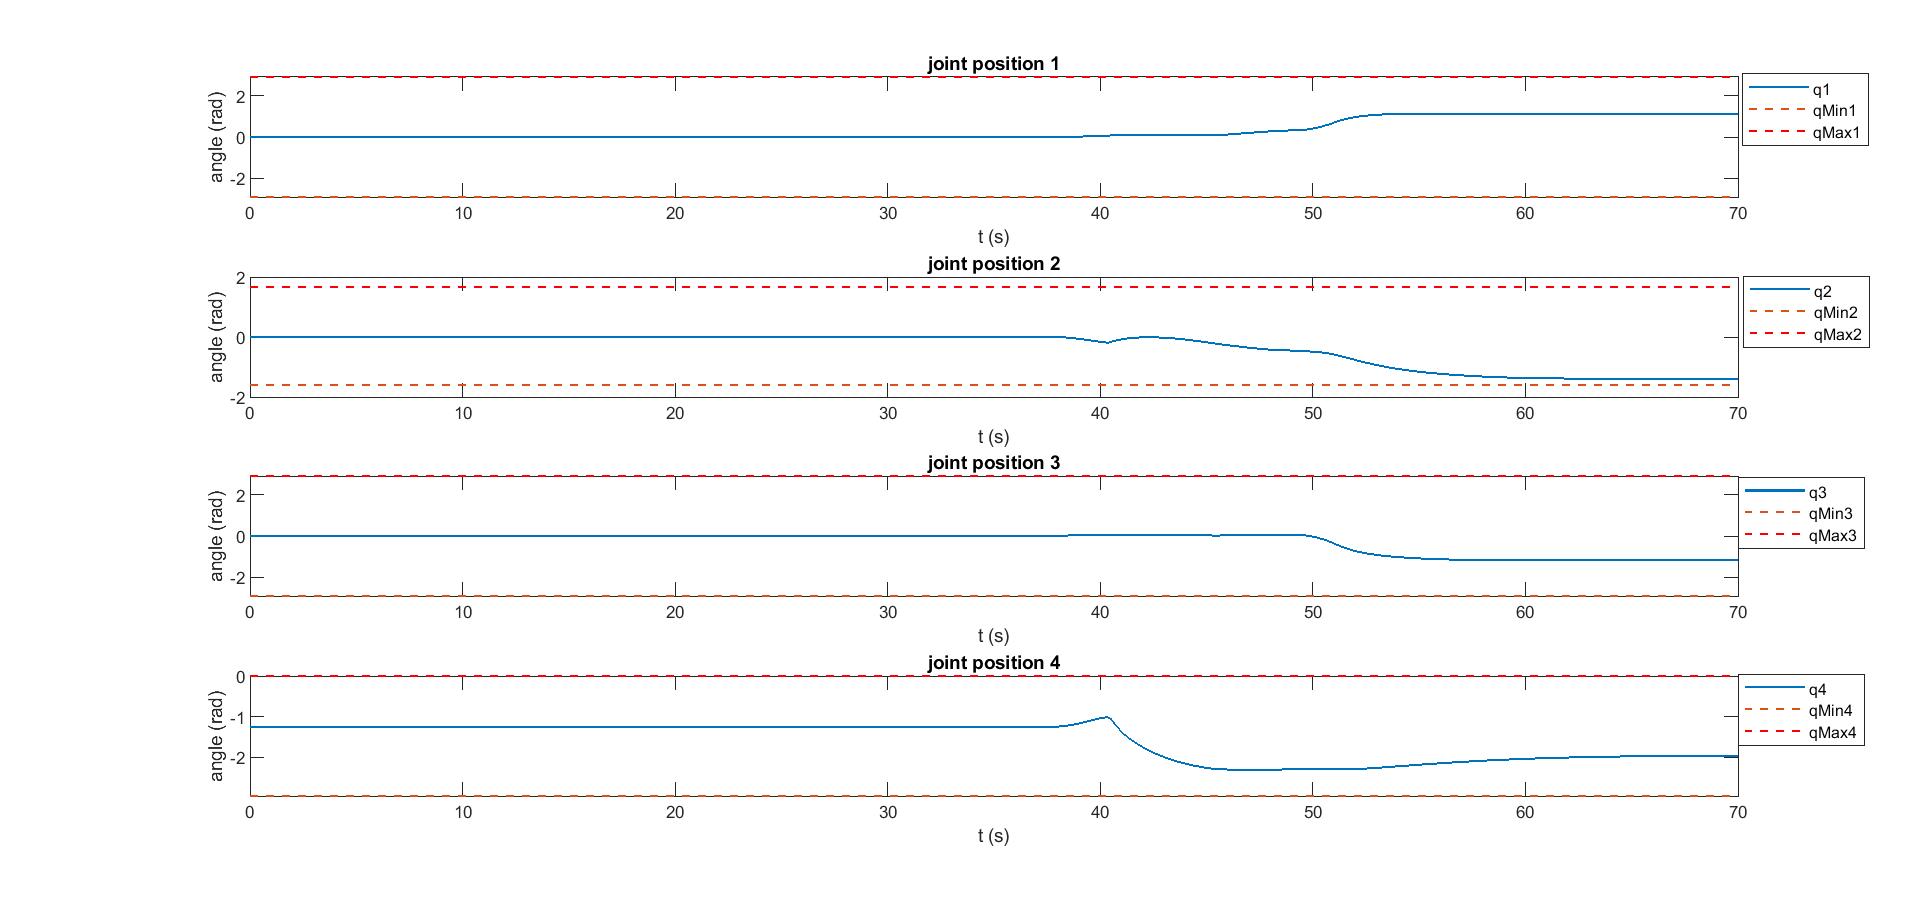 joint position 1
2
0
-2
angle (rad)
0 10 20 30 40 50 60 70
t (s)
q1
qMin1
qMax1
joint position 2
2
0
-2
angle (rad)
0 10 20 30 40 50 60 70
t (s)
q2
qMin2
qMax2
joint position 3
2
0
-2
angle (rad)
0 10 20 30 40 50 60 70
t (s)
q3
qMin3
qMax3
joint position 4
0
-1
-2
angle (rad)
0 10 20 30 40 50 60 70
t (s)
q4
qMin4
qMax4